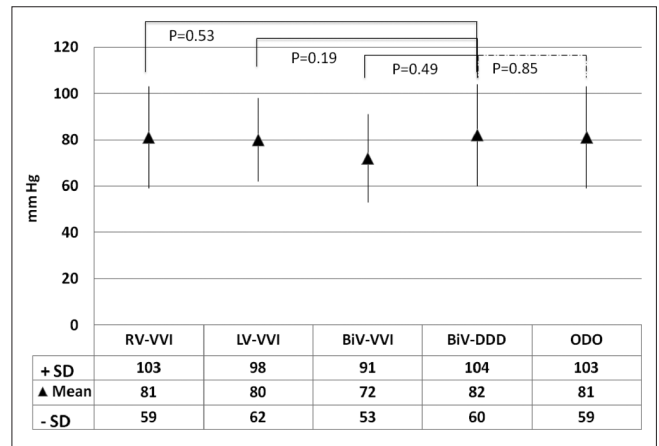 P=0.53
P=0.19
P=0.49
P=0.85
120
100
80
60
40
20
0
mm Hg
RV-VVI LV-VVI BiV-VVI BiV-DDD ODO
+ SD 103 98 91 104 103
▲ Mean 81 80 72 82 81
- SD 59 62 53 60 59